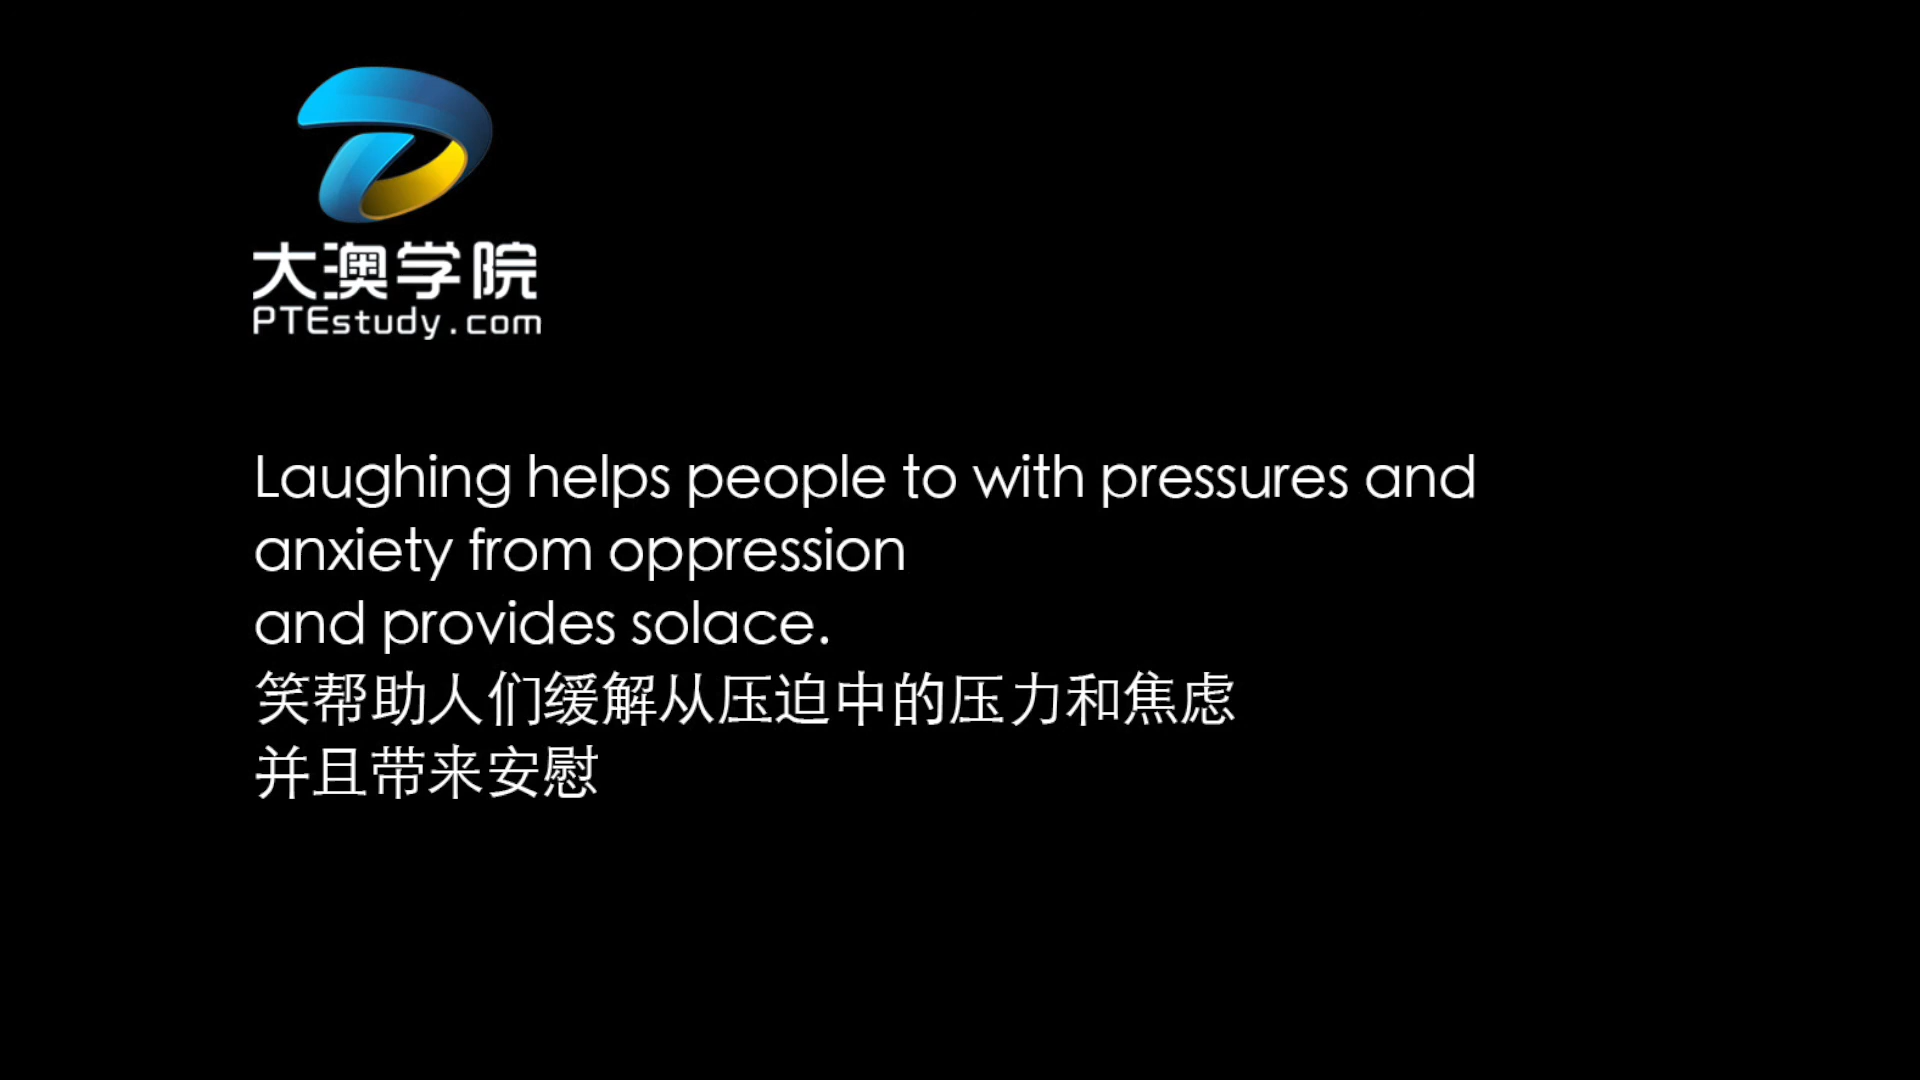 大澳学院
PTEstudy.com
Laughing helps people to with pressures and
anxiety from oppression
and provides solace.
笑帮助人们缓解从压迫中的压力和焦虑
并且带来安慰